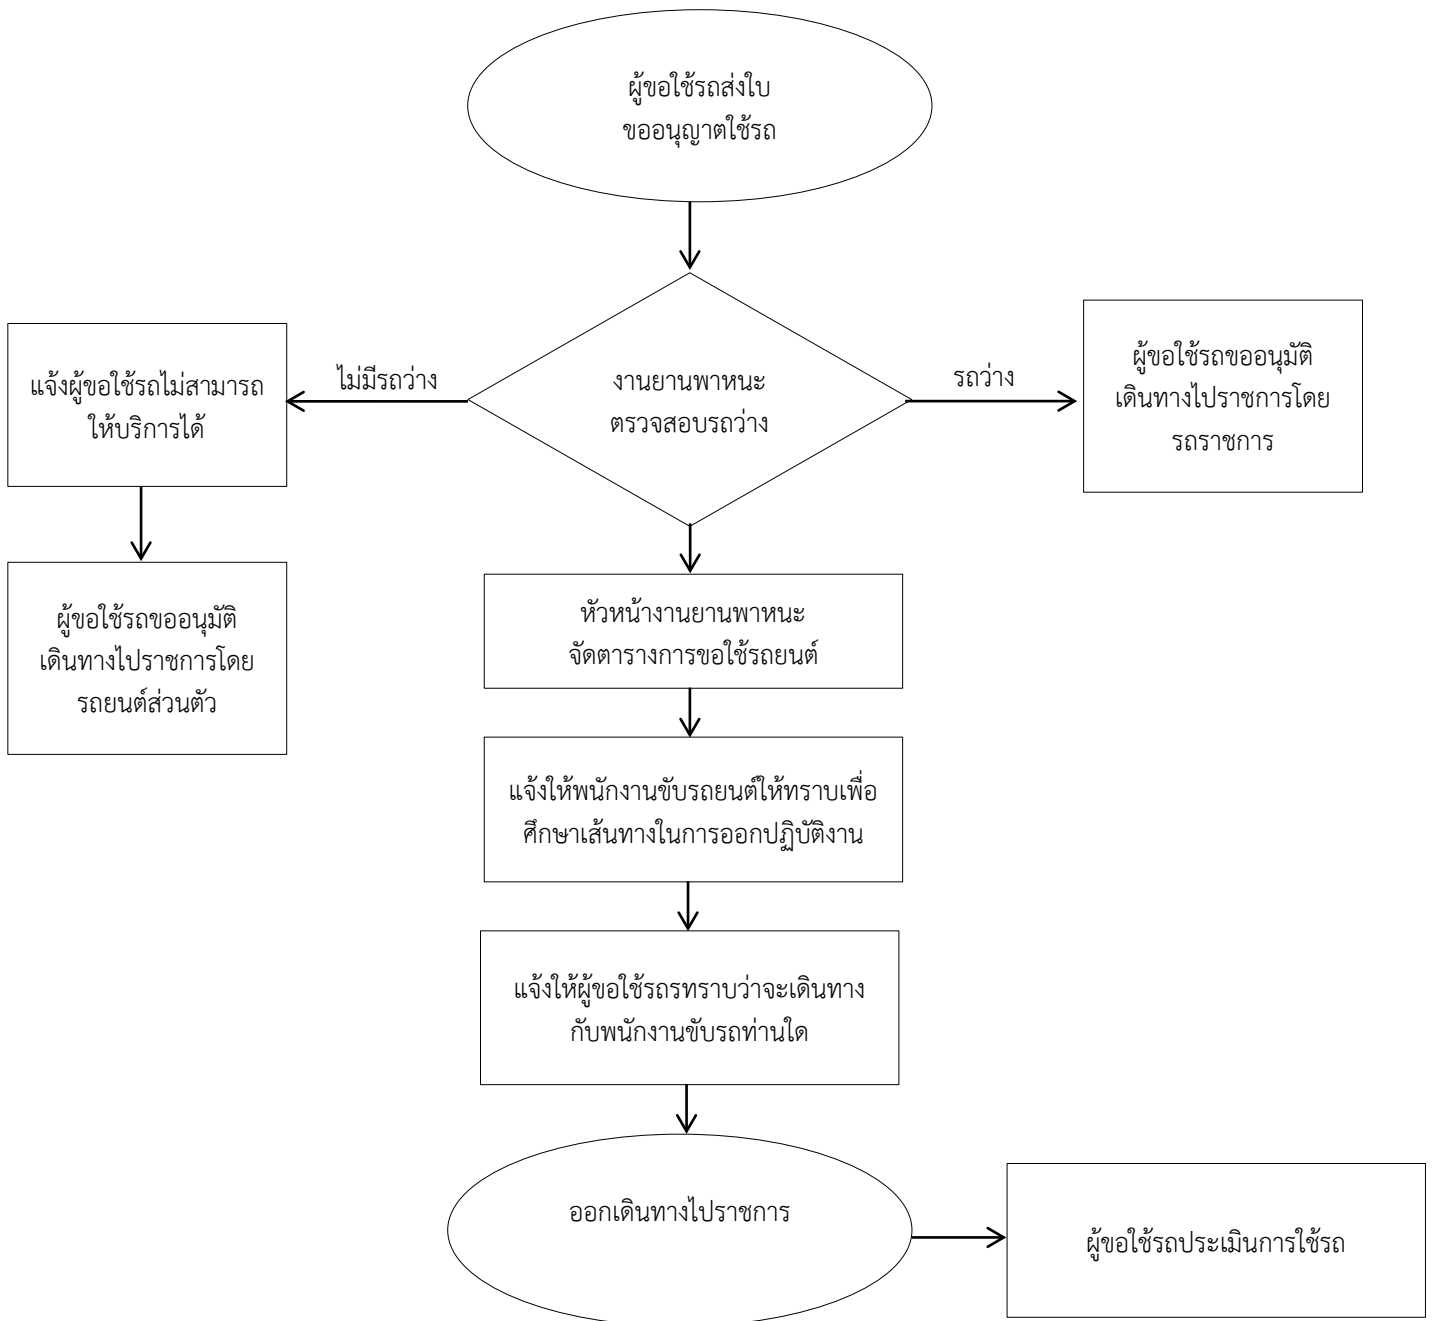 ผู้ขอใช้รถส่งใบ
ขออนุญาตใช้รถ
แจ้งผู้ขอใช้รถไม่สามารถ
ให้บริการได้
ไม่มีรถว่าง
งานยานพาหนะ
ตรวจสอบรถว่าง
รถว่าง
ผู้ขอใช้รถขออนุมัติ
เดินทางไปราชการโดย
รถราชการ
ผู้ขอใช้รถขออนุมัติ
เดินทางไปราชการโดย
รถยนต์ส่วนตัว
หัวหน้างานยานพาหนะ
จัดตารางการขอใช้รถยนต์
แจ้งให้พนักงานขับรถยนต์ให้ทราบเพื่อ
ศึกษาเส้นทางในการออกปฏิบัติงาน
แจ้งให้ผู้ขอใช้รถรทราบว่าจะเดินทาง
กับพนักงานขับรถท่านใด
ออกเดินทางไปราชการ
ผู้ขอใช้รถประเมินการใช้รถ